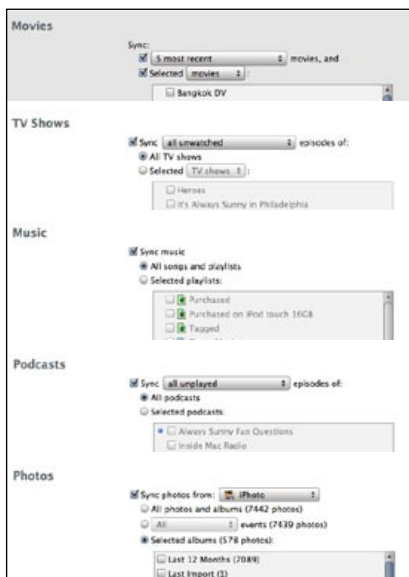 Movies
Sync:
5 most recent movies, and
Selected movies :
Bangkok DV
TV Shows
Sync all unwatched episodes of:
All TV shows
Selected TV shows :
Heroes
It's Always Sunny in Philadelphia
Music
Sync music
All songs and playlists
Selected playlists:
Purchased
Purchased on iPod touch 16GB
Tagged
Podcasts
Sync all unplayed episodes of:
All podcasts
Selected podcasts:
Always Sunny Fan Questions
Inside Mac Radio
Photos
Sync photos from: iPhoto
All photos and albums (7442 photos)
All events (7439 photos)
Selected albums (578 photos):
Last 12 Months (7089)
Last Import (1)